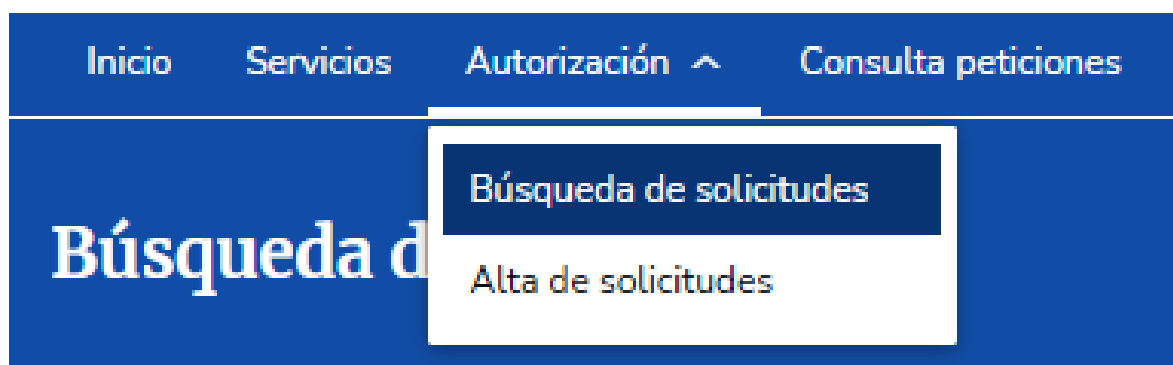 Inicio Servicios Autorización Consulta peticiones
Búsqueda de solicitudes
Búsqueda d
Alta de solicitudes